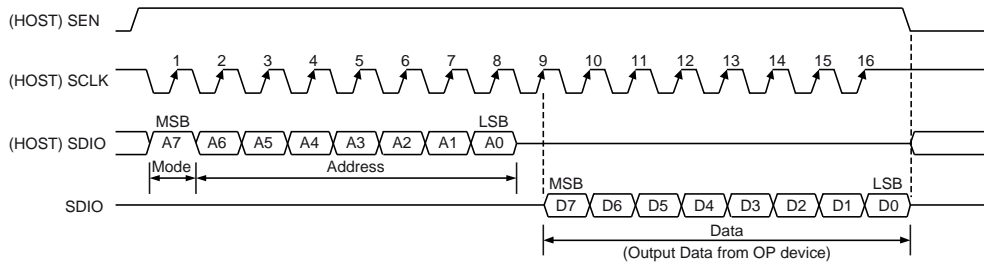 (HOST) SEN
1 2 3 4 5 6 7 8 9 10 11 12 13 14 15 16
(HOST) SCLK
MSB LSB
(HOST) SDIO A7 A6 A5 A4 A3 A2 A1 A0
Mode Address
MSB LSB
SDIO D7 D6 D5 D4 D3 D2 D1 D0
Data
(Output Data from OP device)